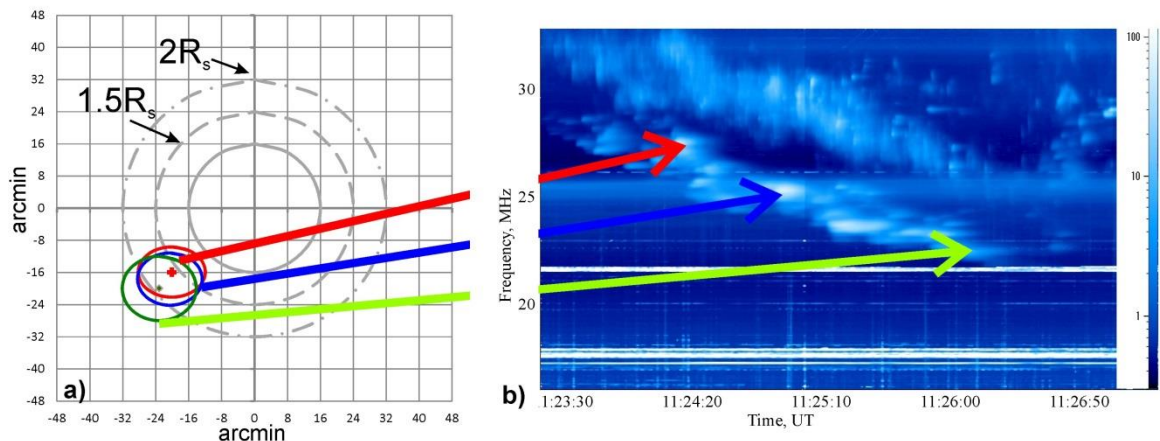 48
40
32
24
16
8
0
-8
-16
-24
-32
-40
-48
arcmin
2Rs
1.5Rs
a)
-48 -40 -32 -24 -16 -8 0 8 16 24 32 40 48
arcmin
30
25
20
Frequency, MHz
b)
1:23:30 11:24:20 11:25:10 11:26:00 11:26:50
Time, UT
100
10
1